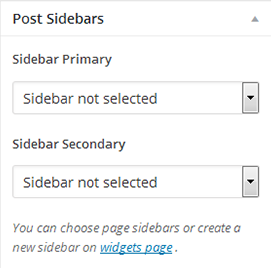 Post Sidebars
Sidebar Primary
Sidebar not selected
Sidebar Secondary
Sidebar not selected
You can choose page sidebars or create a
new sidebar on widgets page .